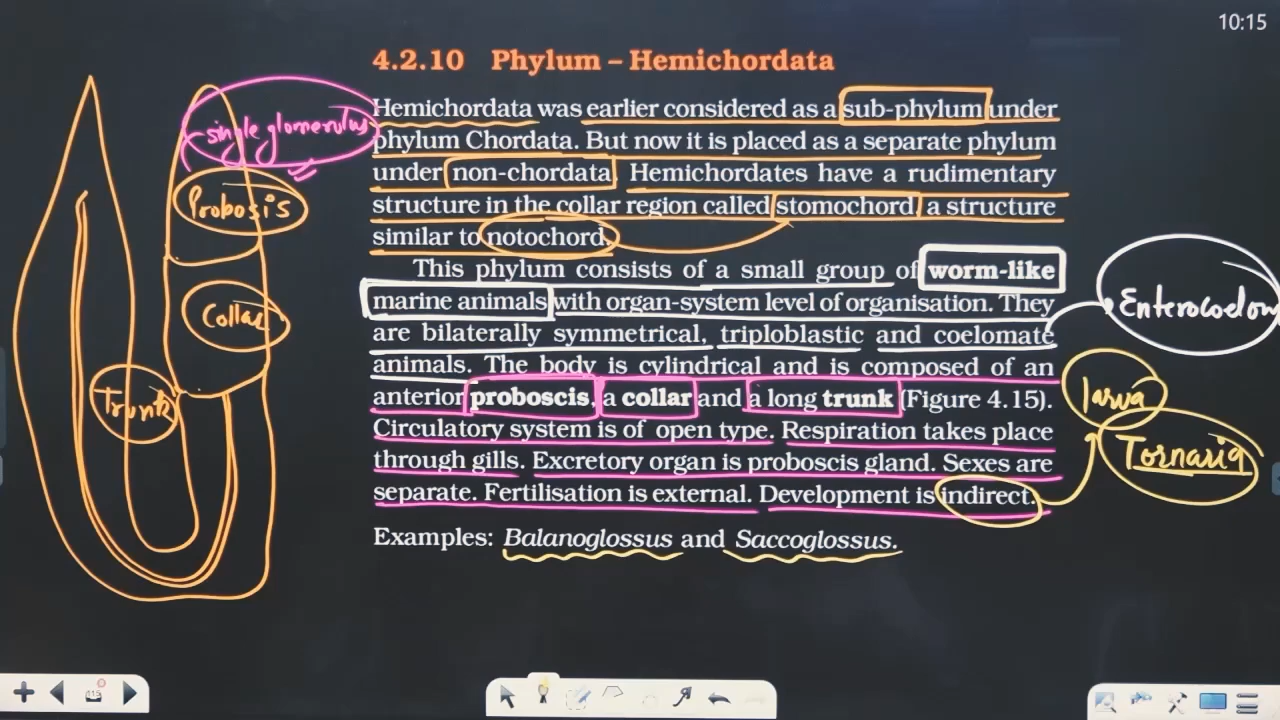 10:15
4.2.10 Phylum – Hemichordata
Hemichordata was earlier considered as a sub-phylum under
phylum Chordata. But now it is placed as a separate phylum
under non-chordata. Hemichordates have a rudimentary
structure in the collar region called stomochord, a structure
similar to notochord.
This phylum consists of a small group of worm-like
marine animals with organ-system level of organisation. They
are bilaterally symmetrical, triploblastic and coelomate
animals. The body is cylindrical and is composed of an
anterior proboscis, a collar and a long trunk (Figure 4.15).
Circulatory system is of open type. Respiration takes place
through gills. Excretory organ is proboscis gland. Sexes are
separate. Fertilisation is external. Development is indirect.
Examples: Balanoglossus and Saccoglossus.
single glomerulus
Probosis
Collar
Trunk
Enterocoelom
larva
Tornaria
115